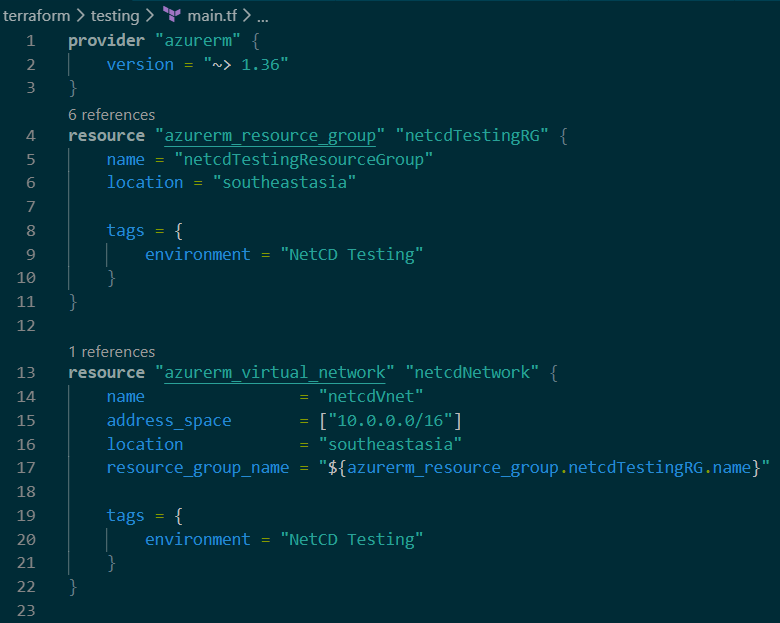 terraform > testing > main.tf > ...
1 provider "azurerm" {
2 version = "~> 1.36"
3 }
6 references
4 resource "azurerm_resource_group" "netcdTestingRG" {
5 name = "netcdTestingResourceGroup"
6 location = "southeastasia"
7
8 tags = {
9 environment = "NetCD Testing"
10 }
11 }
12
1 references
13 resource "azurerm_virtual_network" "netcdNetwork" {
14 name = "netcdVnet"
15 address_space = ["10.0.0.0/16"]
16 location = "southeastasia"
17 resource_group_name = "${azurerm_resource_group.netcdTestingRG.name}"
18
19 tags = {
20 environment = "NetCD Testing"
21 }
22 }
23